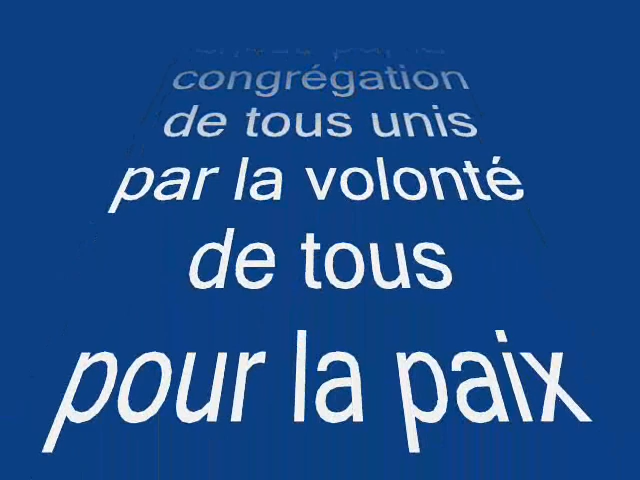 congrégation
de tous unis
par la volonté
de tous
pour la paix